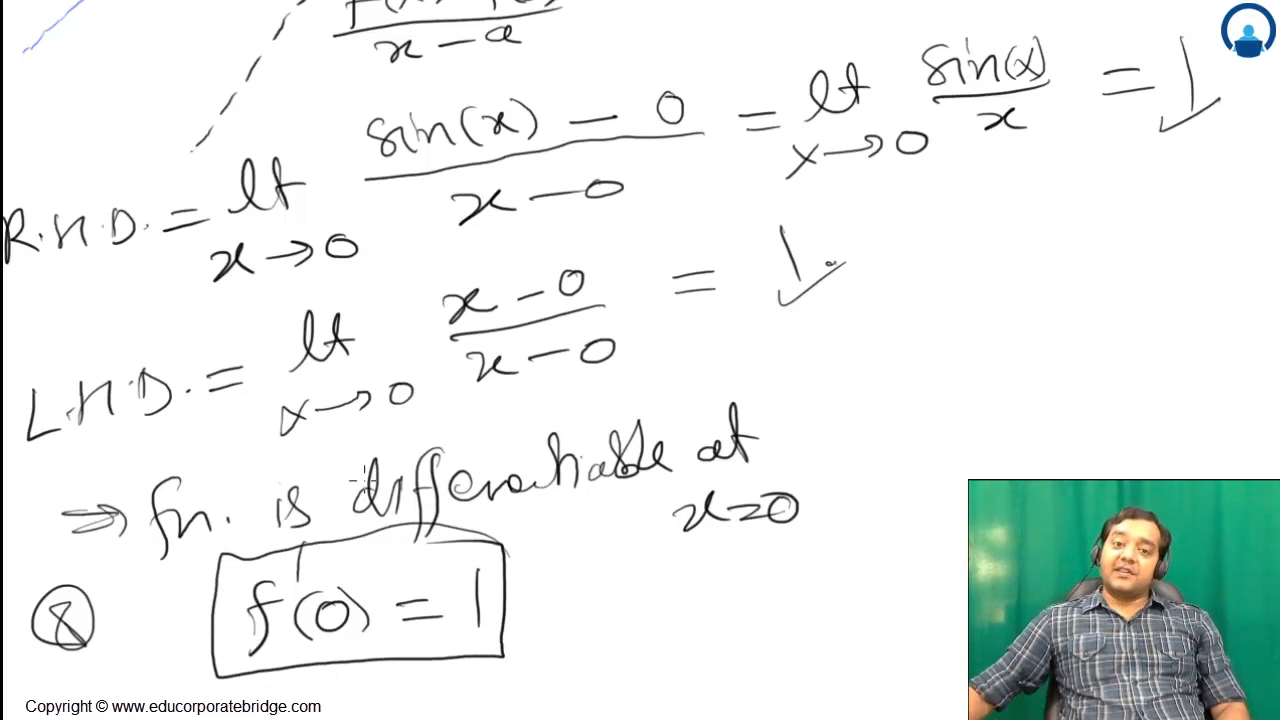 x - a
R.H.D. = lt x→0 sin(x) - 0 / x - 0 = lt x→0 sin(x) / x = 1
L.H.D. = lt x→0 x - 0 / x - 0 = 1
⇒ fn. is differentiable at
x=0
& f'(0) = 1
Copyright © www.educorporatebridge.com